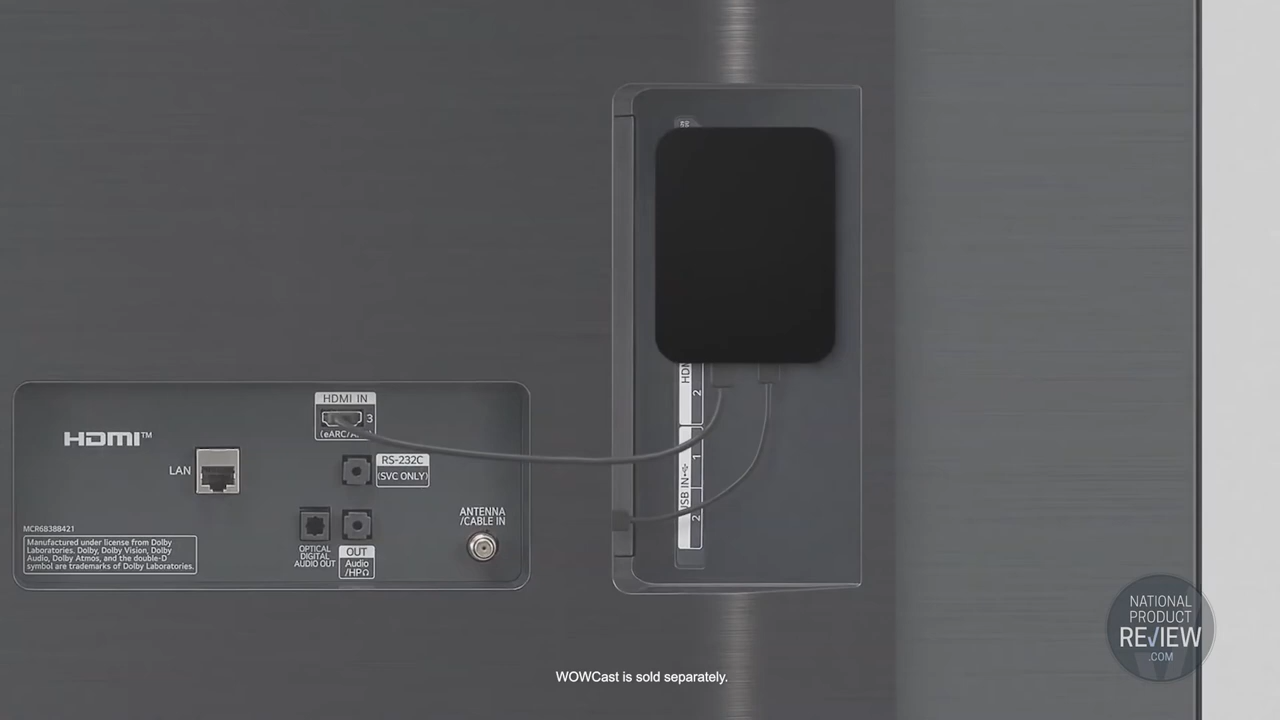 HDMI™
LAN
MCR68388421
Manufactured under license from Dolby
Laboratories. Dolby, Dolby Vision, Dolby
Audio, Dolby Atmos, and the double-D
symbol are trademarks of Dolby Laboratories.
HDMI IN
3
(eARC/A
RS-232C
(SVC ONLY)
OPTICAL
DIGITAL
AUDIO OUT
OUT
Audio
/HPΩ
ANTENNA
/CABLE IN
2
1
USB IN
2
WOWCast is sold separately.
NATIONAL
PRODUCT
REVIEW
.COM